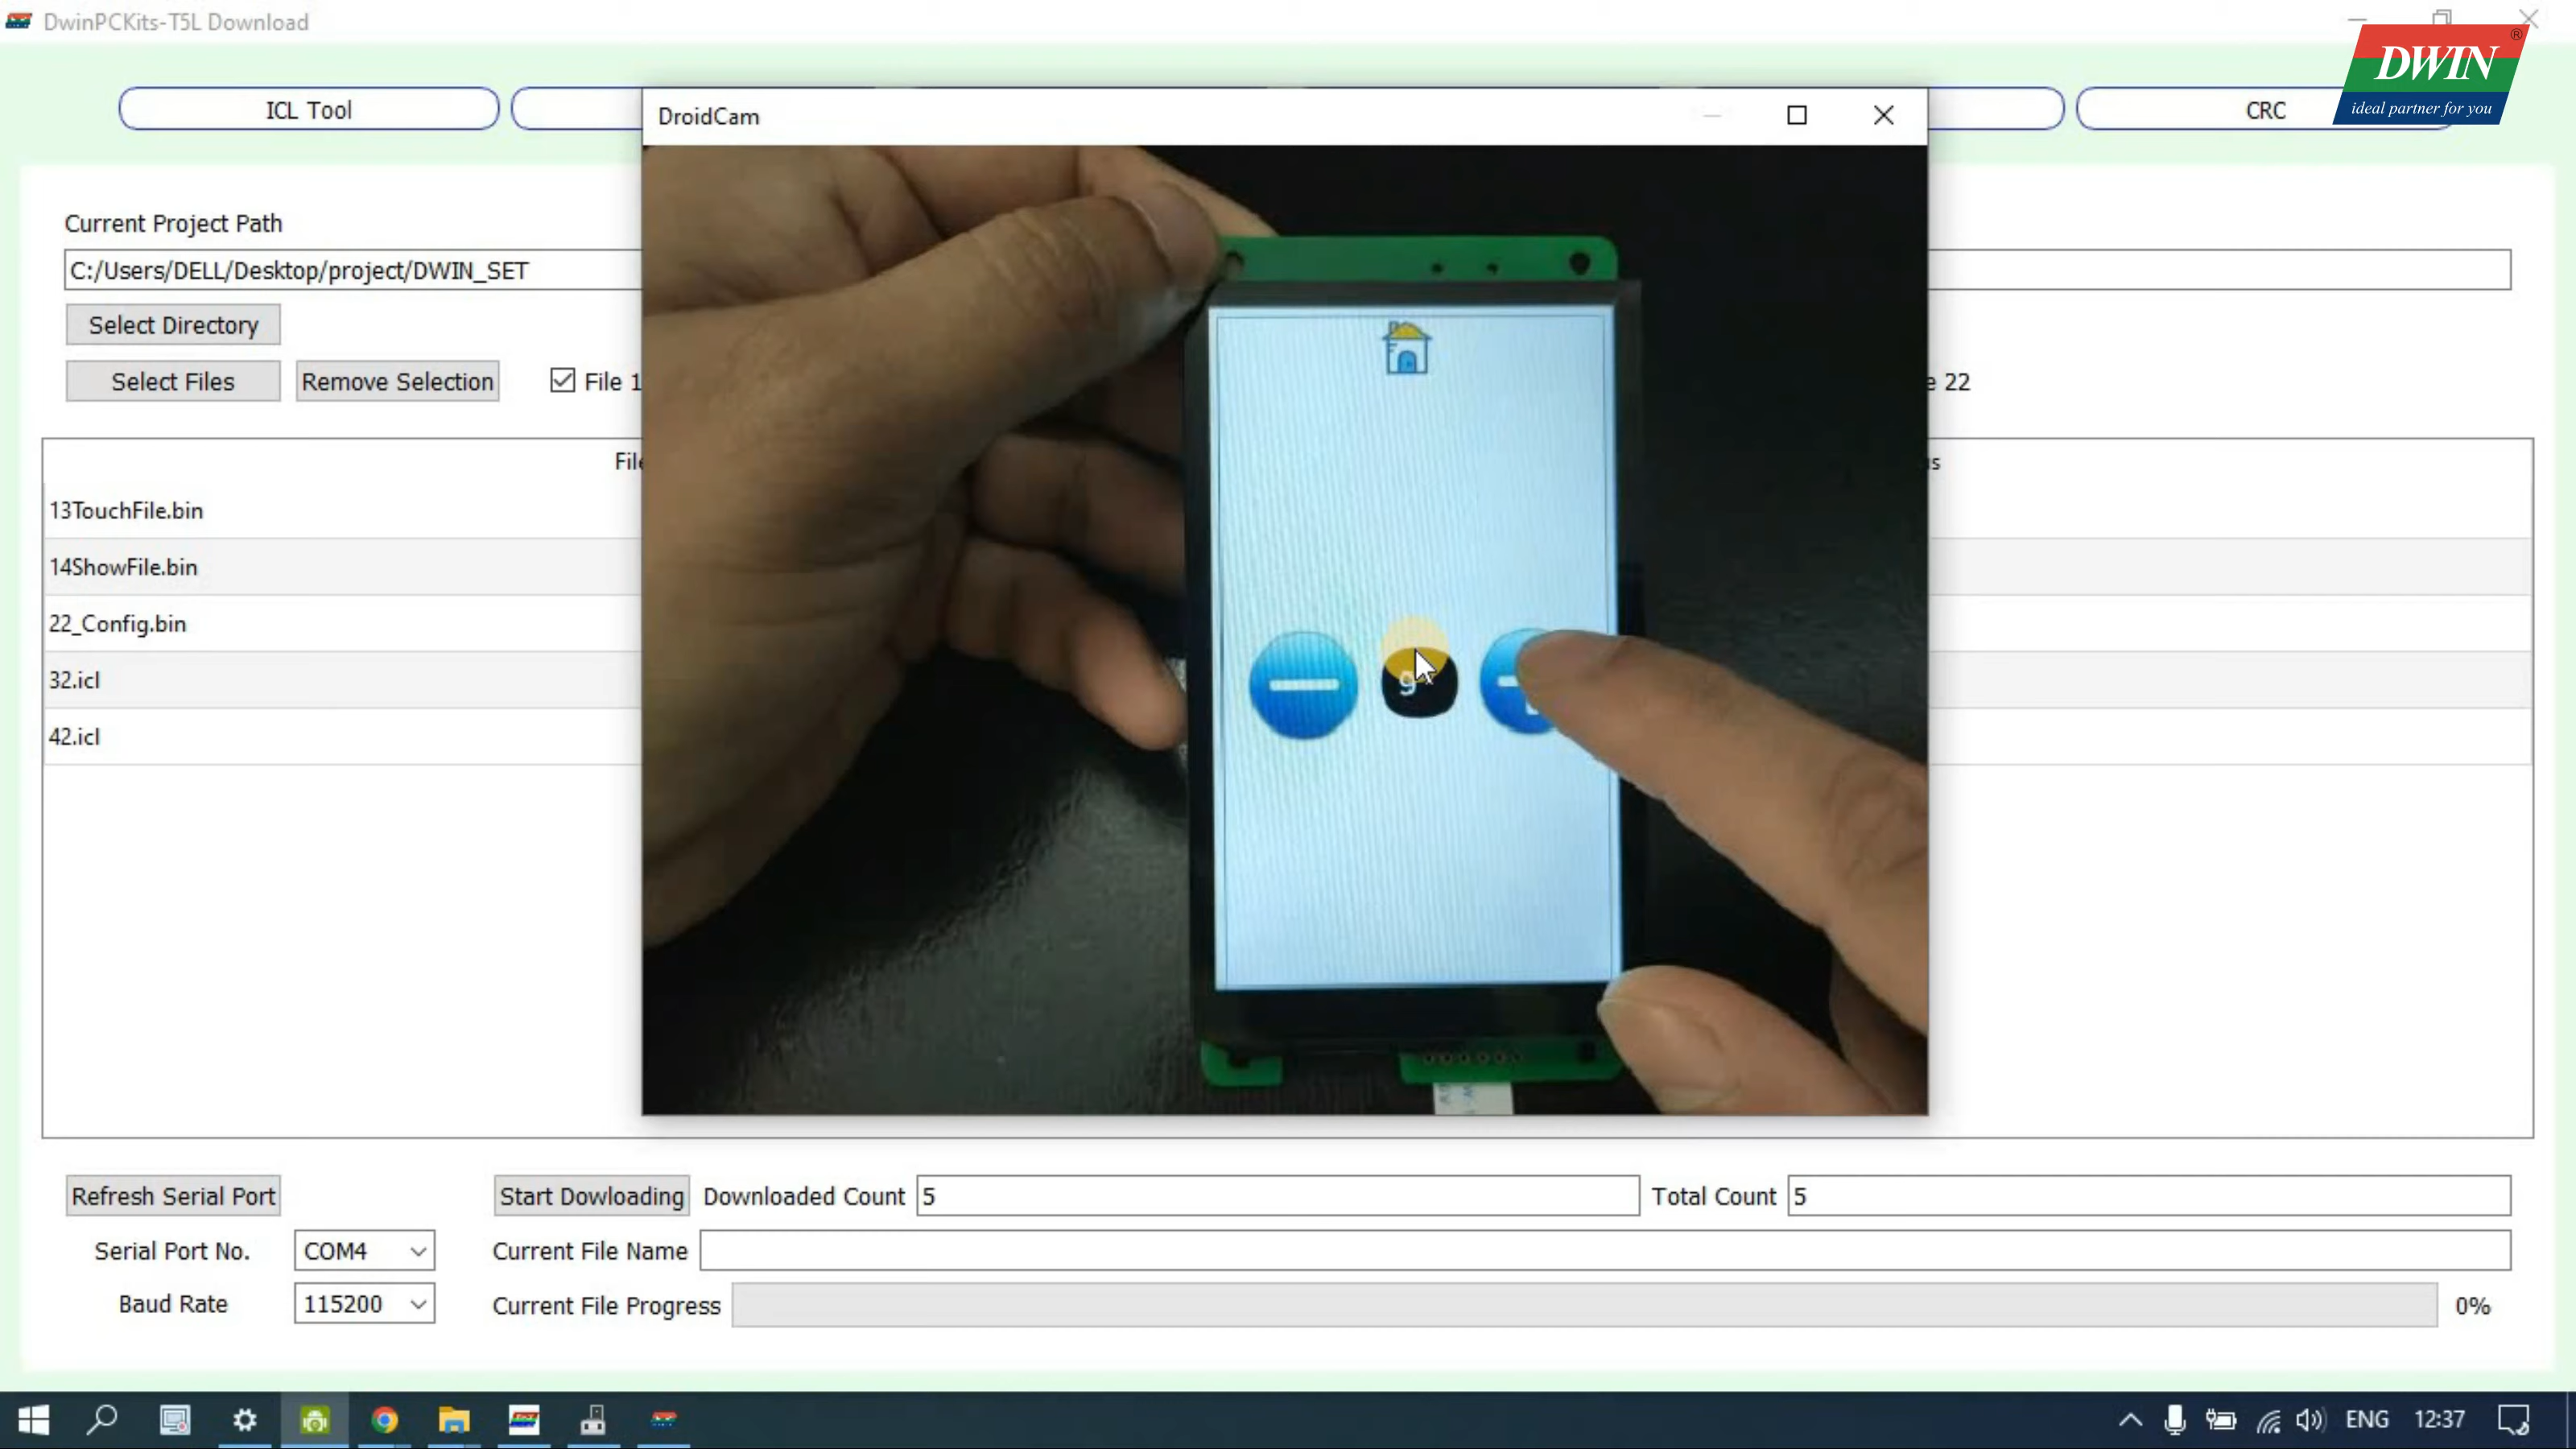 DwinPCKits-T5L Download
DWIN®
ideal partner for you
ICL Tool
CRC
DroidCam
Current Project Path
C:/Users/DELL/Desktop/project/DWIN_SET
Select Directory
Select Files
Remove Selection
File 1
22
13TouchFile.bin
14ShowFile.bin
22_Config.bin
32.icl
42.icl
9
Refresh Serial Port
Start Dowloading
Downloaded Count
5
Total Count
5
Serial Port No.
COM4
Current File Name
Baud Rate
115200
Current File Progress
0%
ENG
12:37